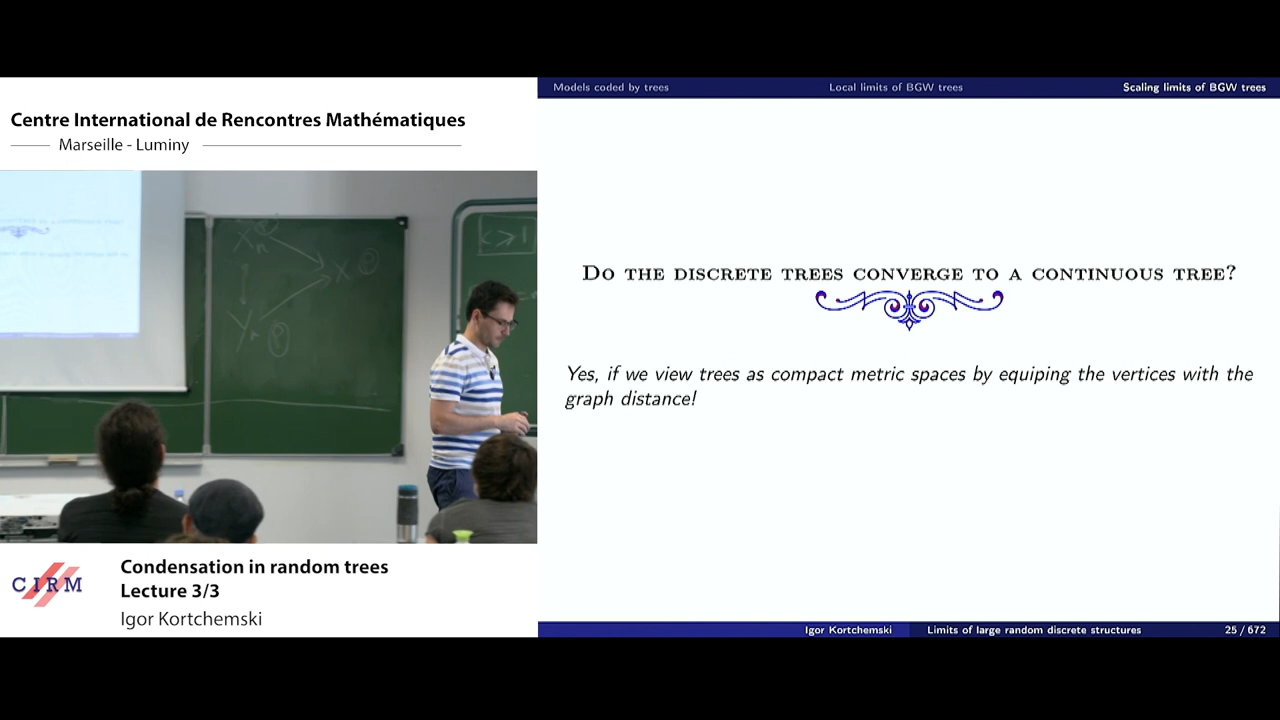 Centre International de Rencontres Mathématiques
Marseille - Luminy
Models coded by trees
Local limits of BGW trees
Scaling limits of BGW trees
Do the discrete trees converge to a continuous tree?
Yes, if we view trees as compact metric spaces by equiping the vertices with the
graph distance!
CIRM
Condensation in random trees
Lecture 3/3
Igor Kortchemski
Igor Kortchemski
Limits of large random discrete structures
25 / 672